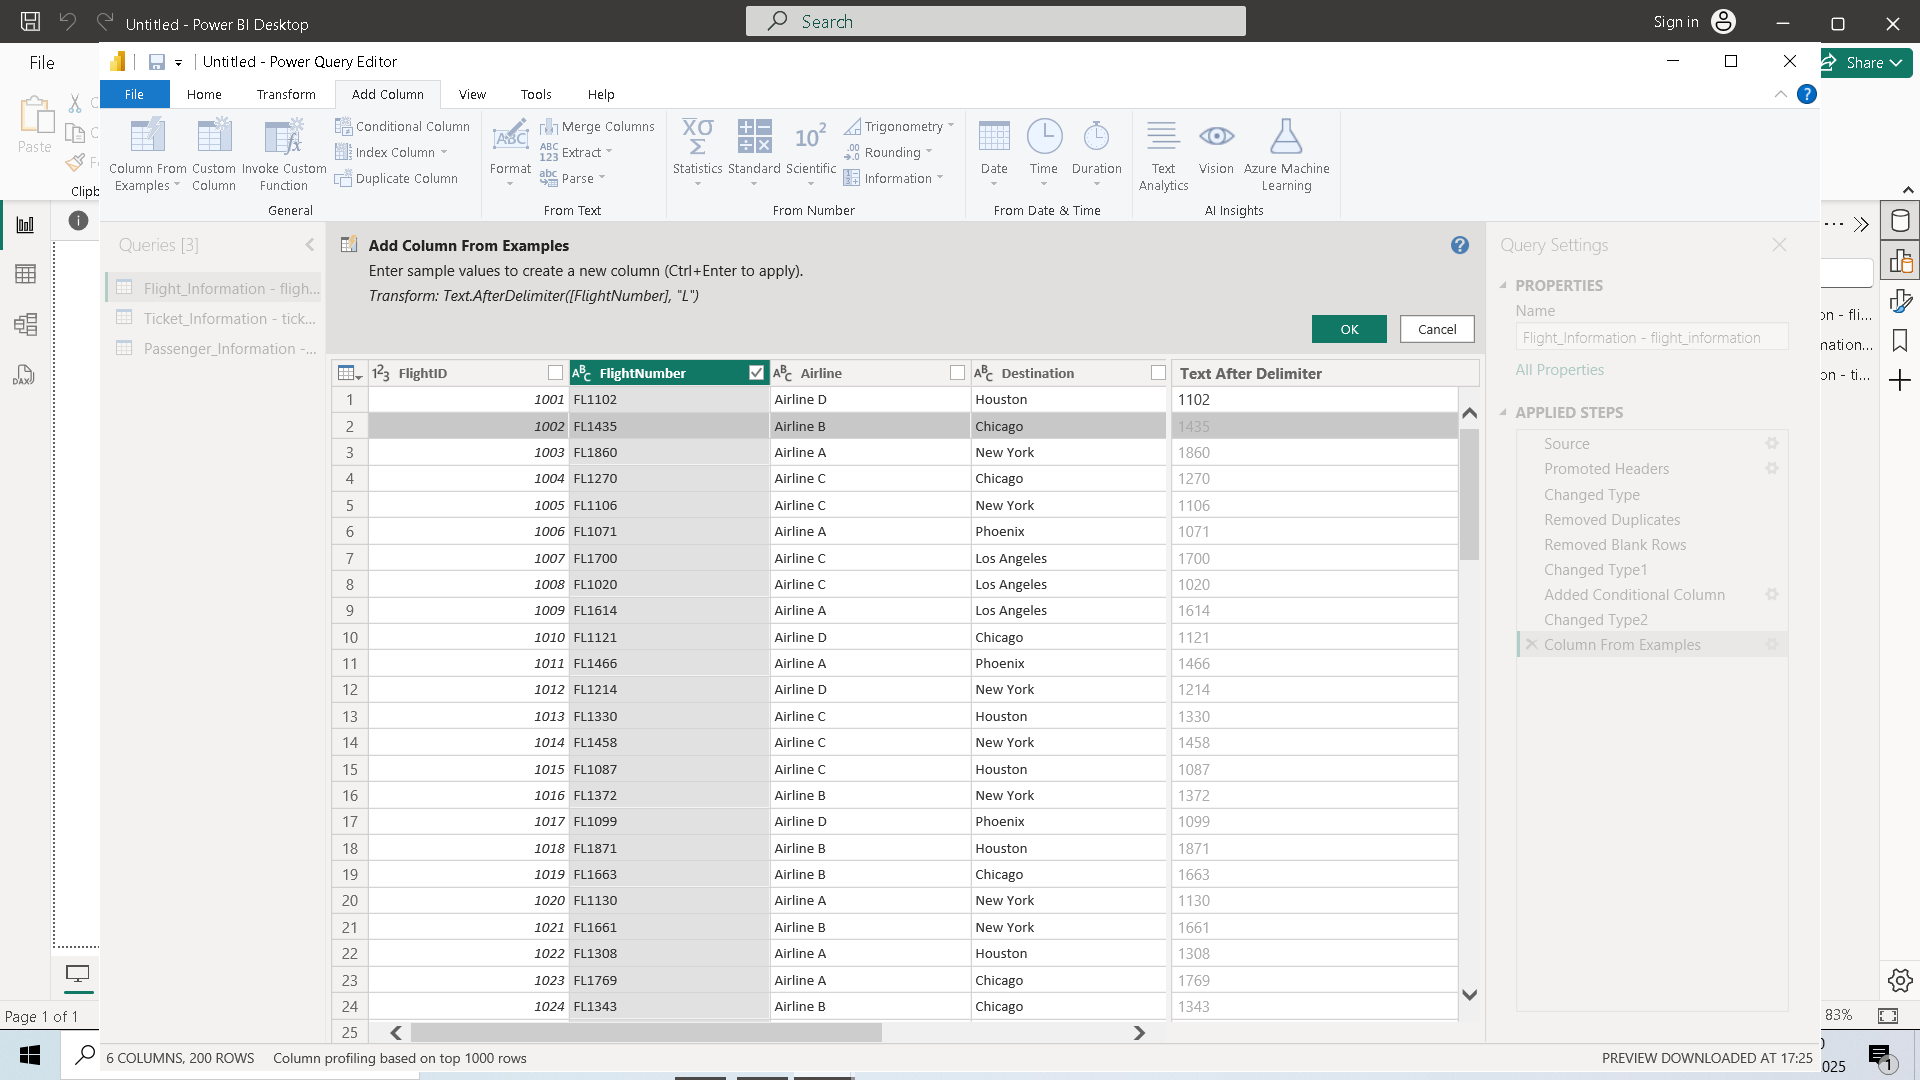 Untitled - Power BI Desktop
Search
Sign in
File
Share
Untitled - Power Query Editor
File
Home
Transform
Add Column
View
Tools
Help
Paste
Column From
Examples
Custom
Column
Invoke Custom
Function
Conditional Column
Index Column
Duplicate Column
General
ABC
Format
Merge Columns
ABC
123
Extract
abc
Parse
From Text
XO
Σ
Statistics
Standard
10²
Scientific
Trigonometry
.00
Rounding
Information
From Number
Date
Time
Duration
From Date & Time
Text
Analytics
Vision
Azure Machine
Learning
AI Insights
Queries [3]
Flight_Information - fligh...
Ticket_Information - tick...
Passenger_Information -...
Add Column From Examples
Enter sample values to create a new column (Ctrl+Enter to apply).
Transform: Text.AfterDelimiter([FlightNumber], "L")
OK
Cancel
FlightID FlightNumber Airline Destination Text After Delimiter
1 1001 FL1102 Airline D Houston 1102
2 1002 FL1435 Airline B Chicago 1435
3 1003 FL1860 Airline A New York 1860
4 1004 FL1270 Airline C Chicago 1270
5 1005 FL1106 Airline C New York 1106
6 1006 FL1071 Airline A Phoenix 1071
7 1007 FL1700 Airline C Los Angeles 1700
8 1008 FL1020 Airline C Los Angeles 1020
9 1009 FL1614 Airline A Los Angeles 1614
10 1010 FL1121 Airline D Chicago 1121
11 1011 FL1466 Airline A Phoenix 1466
12 1012 FL1214 Airline D New York 1214
13 1013 FL1330 Airline C Houston 1330
14 1014 FL1458 Airline C New York 1458
15 1015 FL1087 Airline C Houston 1087
16 1016 FL1372 Airline B New York 1372
17 1017 FL1099 Airline D Phoenix 1099
18 1018 FL1871 Airline B Houston 1871
19 1019 FL1663 Airline B Chicago 1663
20 1020 FL1130 Airline A New York 1130
21 1021 FL1661 Airline B New York 1661
22 1022 FL1308 Airline A Houston 1308
23 1023 FL1769 Airline A Chicago 1769
24 1024 FL1343 Airline B Chicago 1343
25
Query Settings
PROPERTIES
Name
Flight_Information - flight_information
All Properties
APPLIED STEPS
Source
Promoted Headers
Changed Type
Removed Duplicates
Removed Blank Rows
Changed Type1
Added Conditional Column
Changed Type2
Column From Examples
on - fli...
mation...
on - ti...
DAX
Page 1 of 1
83%
6 COLUMNS, 200 ROWS
Column profiling based on top 1000 rows
PREVIEW DOWNLOADED AT 17:25
025
1